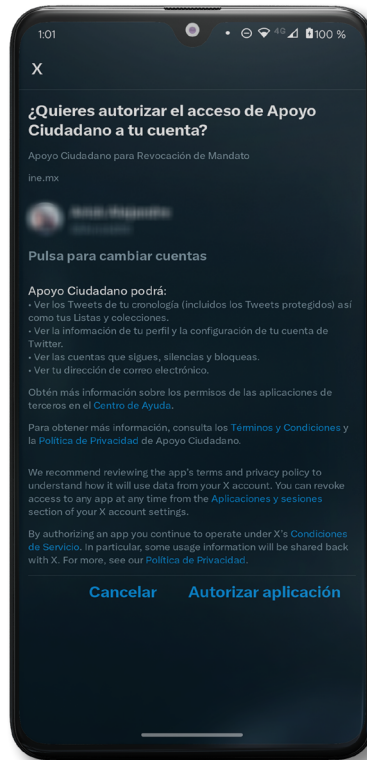 1:01
4G
100 %
X
¿Quieres autorizar el acceso de Apoyo
Ciudadano a tu cuenta?
Apoyo Ciudadano para Revocación de Mandato
ine.mx
Pulsa para cambiar cuentas
Apoyo Ciudadano podrá:
• Ver los Tweets de tu cronología (incluidos los Tweets protegidos) así
como tus Listas y colecciones.
• Ver la información de tu perfil y la configuración de tu cuenta de
Twitter.
• Ver las cuentas que sigues, silencias y bloqueas.
• Ver tu dirección de correo electrónico.
Obtén más información sobre los permisos de las aplicaciones de
terceros en el Centro de Ayuda.
Para obtener más información, consulta los Términos y Condiciones y
la Política de Privacidad de Apoyo Ciudadano.
We recommend reviewing the app's terms and privacy policy to
understand how it will use data from your X account. You can revoke
access to any app at any time from the Aplicaciones y sesiones
section of your X account settings.
By authorizing an app you continue to operate under X's Condiciones
de Servicio. In particular, some usage information will be shared back
with X. For more, see our Política de Privacidad.
Cancelar Autorizar aplicación